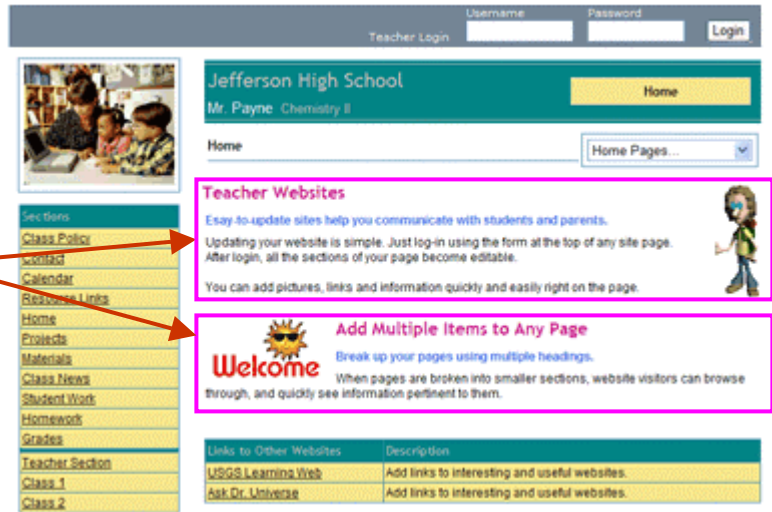 Username Password
Teacher Login Login
Jefferson High School
Home
Mr. Payne Chemistry II
Home
Home Pages...
Teacher Websites
Esay-to-update sites help you communicate with students and parents.
Updating your website is simple. Just log-in using the form at the top of any site page.
After login, all the sections of your page become editable.
You can add pictures, links and information quickly and easily right on the page.
Welcome
Add Multiple Items to Any Page
Break up your pages using multiple headings.
When pages are broken into smaller sections, website visitors can browse
through, and quickly see information pertinent to them.
Sections
Class Policy
Contact
Calendar
Resource Links
Home
Projects
Materials
Class News
Student Work
Homework
Grades
Teacher Section
Class 1
Class 2
Links to Other Websites Description
USGS Learning Web Add links to interesting and useful websites.
Ask Dr. Universe Add links to interesting and useful websites.